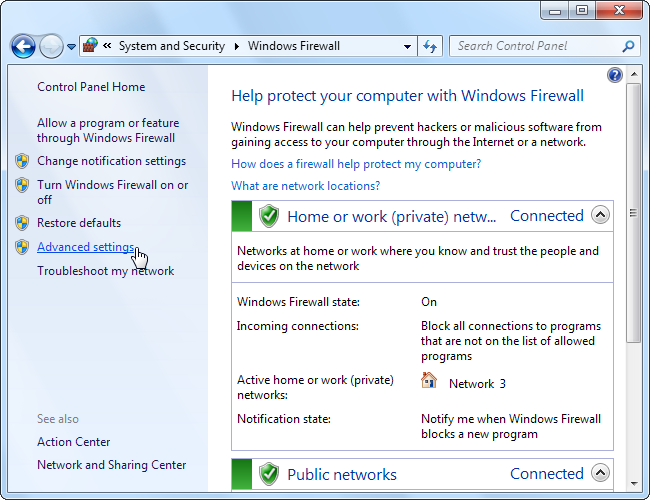 « System and Security Windows Firewall
Search Control Panel
Control Panel Home
Allow a program or feature
through Windows Firewall
Change notification settings
Turn Windows Firewall on or
off
Restore defaults
Advanced settings
Troubleshoot my network
See also
Action Center
Network and Sharing Center
Help protect your computer with Windows Firewall
Windows Firewall can help prevent hackers or malicious software from
gaining access to your computer through the Internet or a network.
How does a firewall help protect my computer?
What are network locations?
Home or work (private) netw... Connected
Networks at home or work where you know and trust the people and
devices on the network
Windows Firewall state: On
Incoming connections: Block all connections to programs
that are not on the list of allowed
programs
Active home or work (private)
networks: Network 3
Notification state: Notify me when Windows Firewall
blocks a new program
Public networks Connected